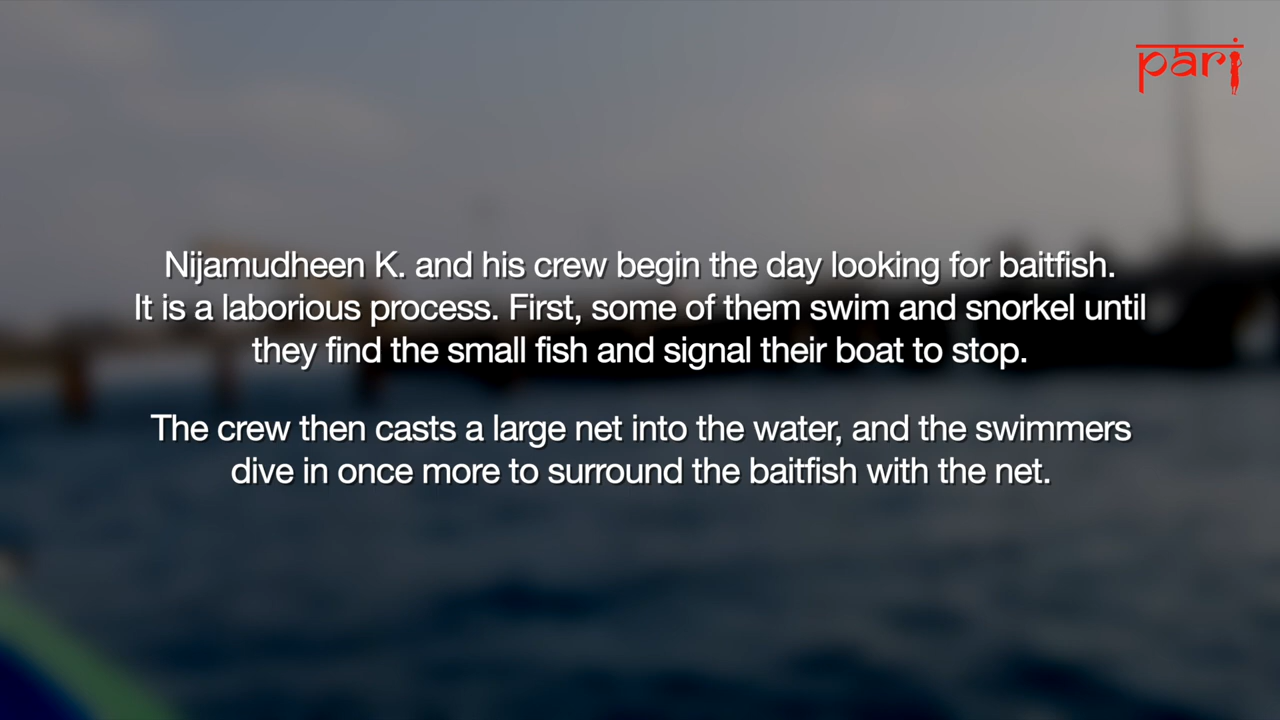 pari
Nijamudheen K. and his crew begin the day looking for baitfish.
It is a laborious process. First, some of them swim and snorkel until
they find the small fish and signal their boat to stop.
The crew then casts a large net into the water, and the swimmers
dive in once more to surround the baitfish with the net.